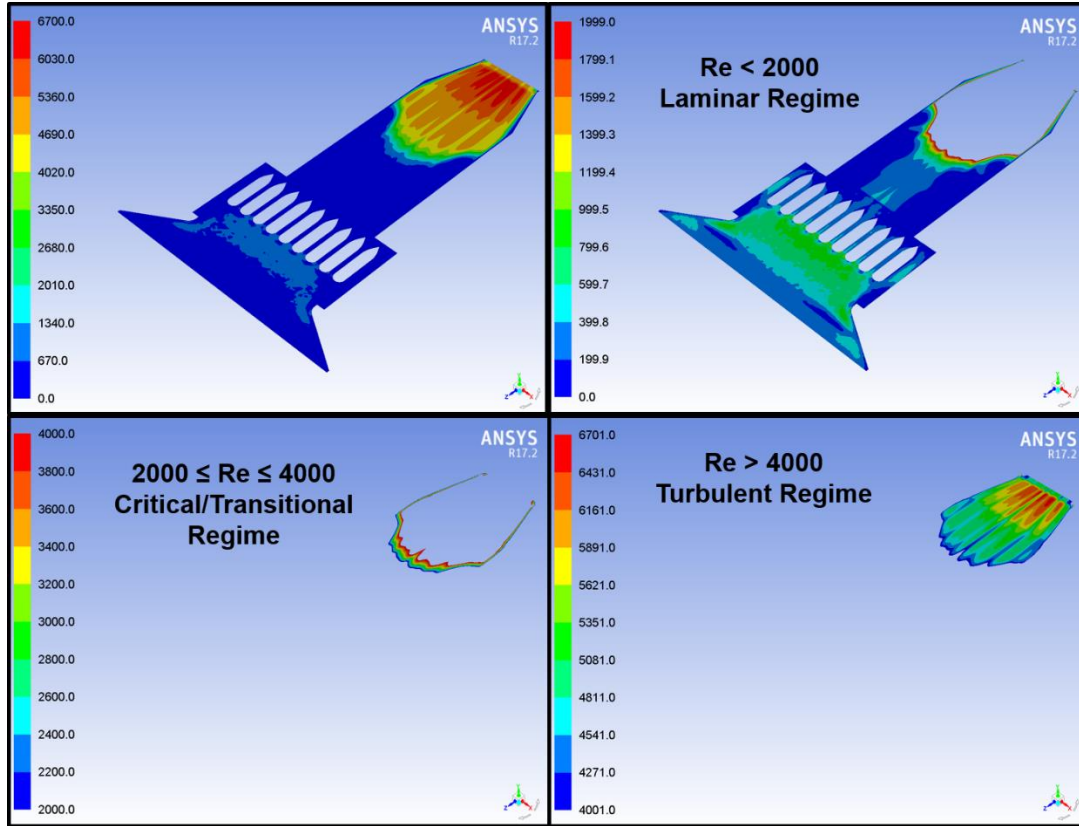 6700.0
6030.0
5360.0
4690.0
4020.0
3350.0
2680.0
2010.0
1340.0
670.0
0.0
ANSYS
R17.2
Y
Z
X
1999.0
1799.1
1599.2
1399.3
1199.4
999.5
799.6
599.7
399.8
199.9
0.0
Re < 2000
Laminar Regime
ANSYS
R17.2
Y
Z
X
4000.0
3800.0
3600.0
3400.0
3200.0
3000.0
2800.0
2600.0
2400.0
2200.0
2000.0
2000 ≤ Re ≤ 4000
Critical/Transitional
Regime
ANSYS
R17.2
Y
Z
X
6701.0
6431.0
6161.0
5891.0
5621.0
5351.0
5081.0
4811.0
4541.0
4271.0
4001.0
Re > 4000
Turbulent Regime
ANSYS
R17.2
Y
Z
X